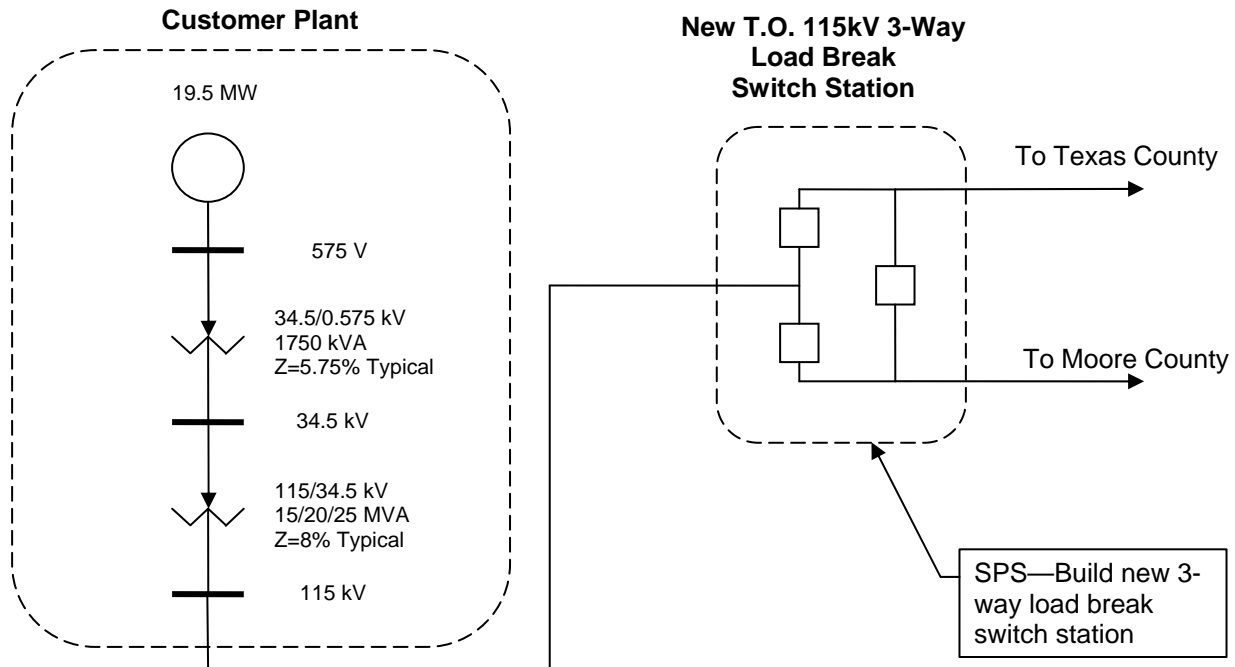 Customer Plant
19.5 MW
575 V
34.5/0.575 kV
1750 kVA
Z=5.75% Typical
34.5 kV
115/34.5 kV
15/20/25 MVA
Z=8% Typical
115 kV
New T.O. 115kV 3-Way
Load Break
Switch Station
To Texas County
To Moore County
SPS—Build new 3-
way load break
switch station